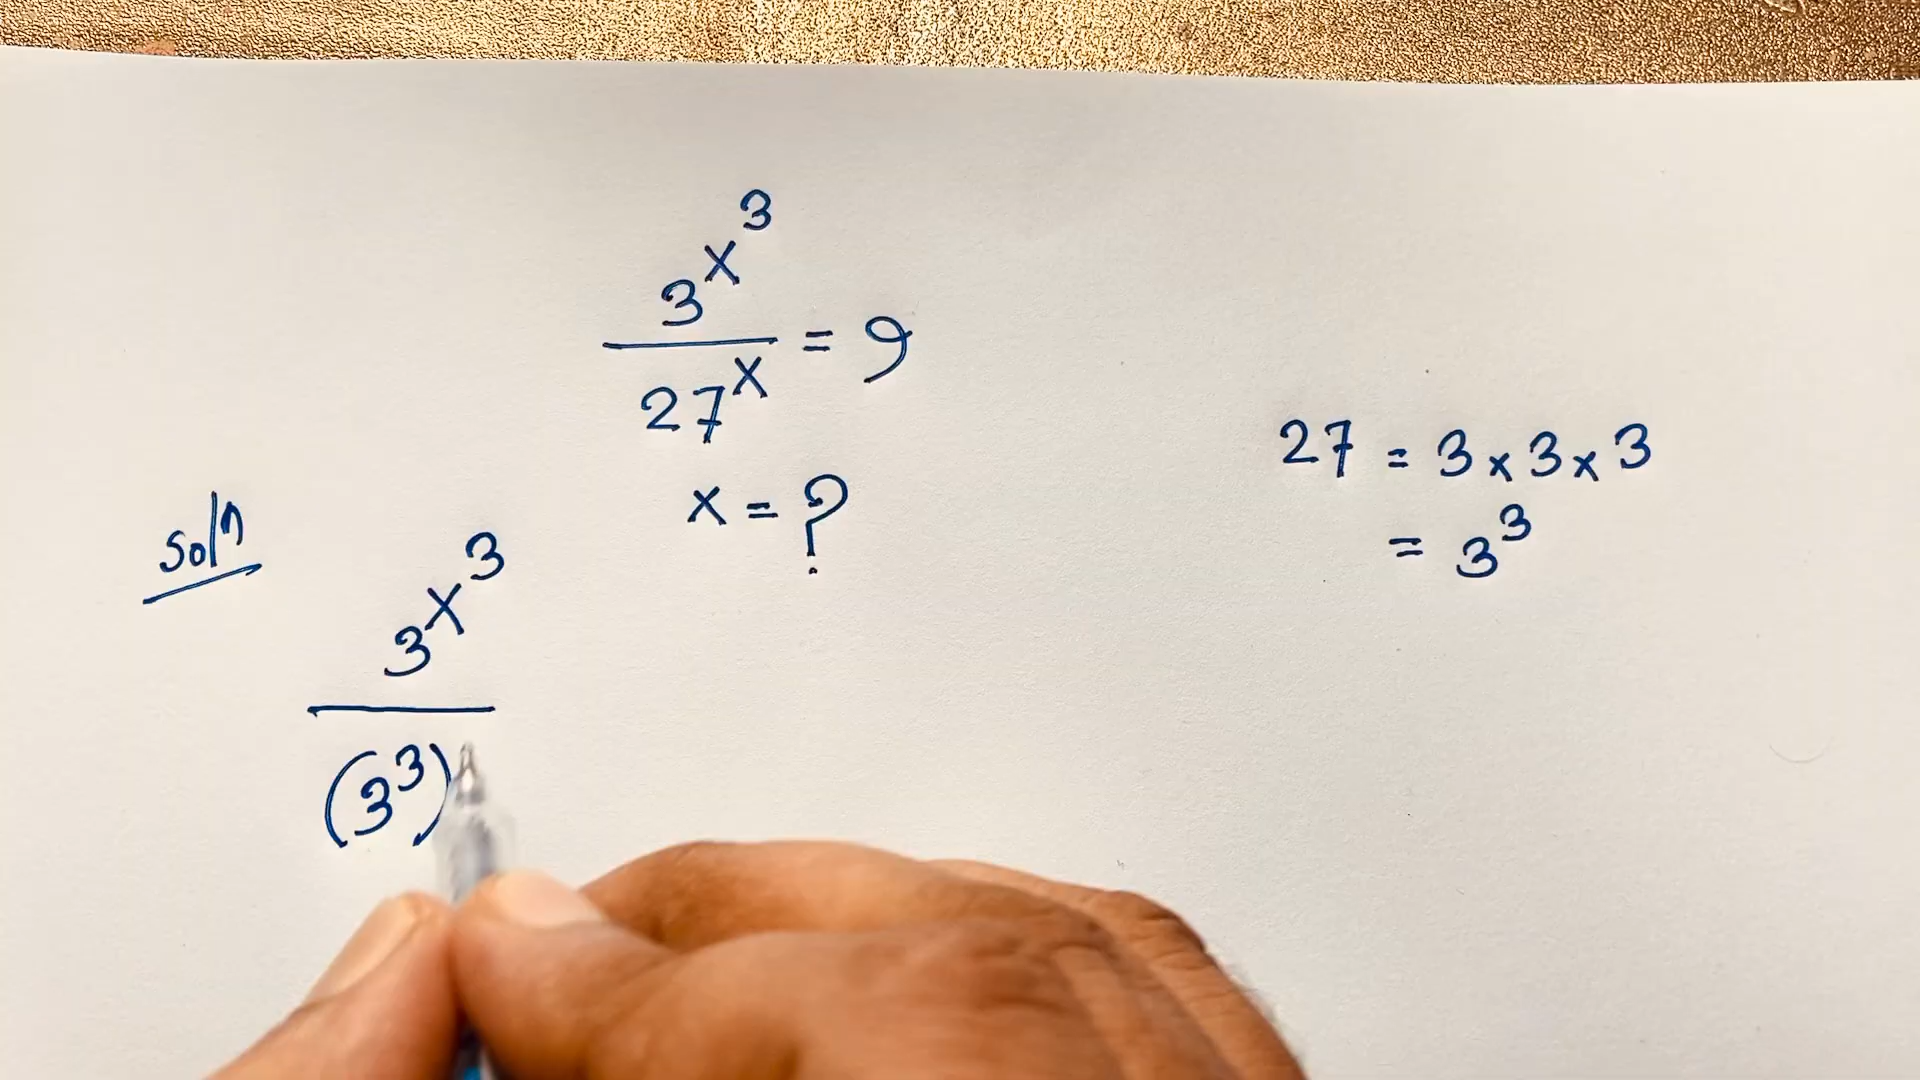 3^x^3 / 27^x = 9
x = ?
27 = 3 x 3 x 3
= 3^3
Soln
3^x^3 / (3^3)